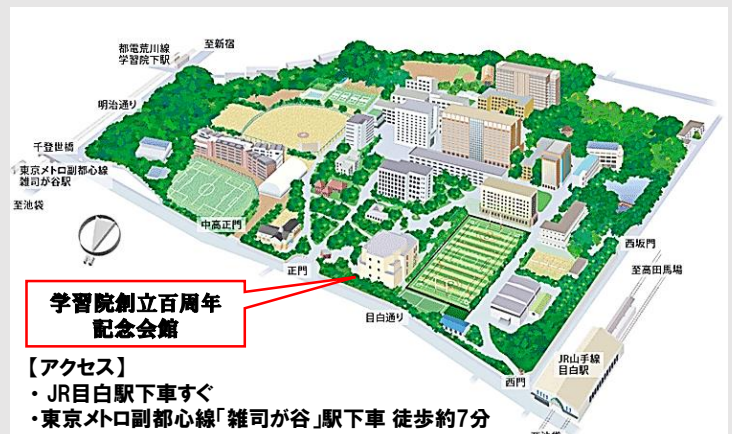 都電荒川線
学習院下駅
至新宿
明治通り
千登世橋
東京メトロ副都心線
雑司が谷駅
至池袋
中高正門
正門
西坂門
至高田馬場
学習院創立百周年
記念会館
目白通り
JR山手線
目白駅
西門
【アクセス】
・ JR目白駅下車すぐ
・東京メトロ副都心線「雑司が谷」駅下車 徒歩約7分